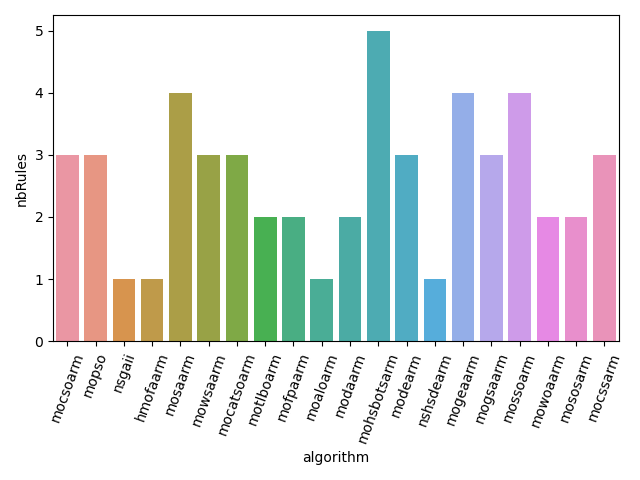 5
4
3
2
1
0
nbRules
mocsoarm
mopso
nsgaii
hmofaarm
mosaarm
mowsaarm
mocatsoarm
motlboarm
mofpaarm
moaloarm
modaarm
mohsbotsarm
modearm
nshsdearm
mogeaarm
mogsaarm
mossoarm
mowoaarm
mososarm
mocssarm
algorithm